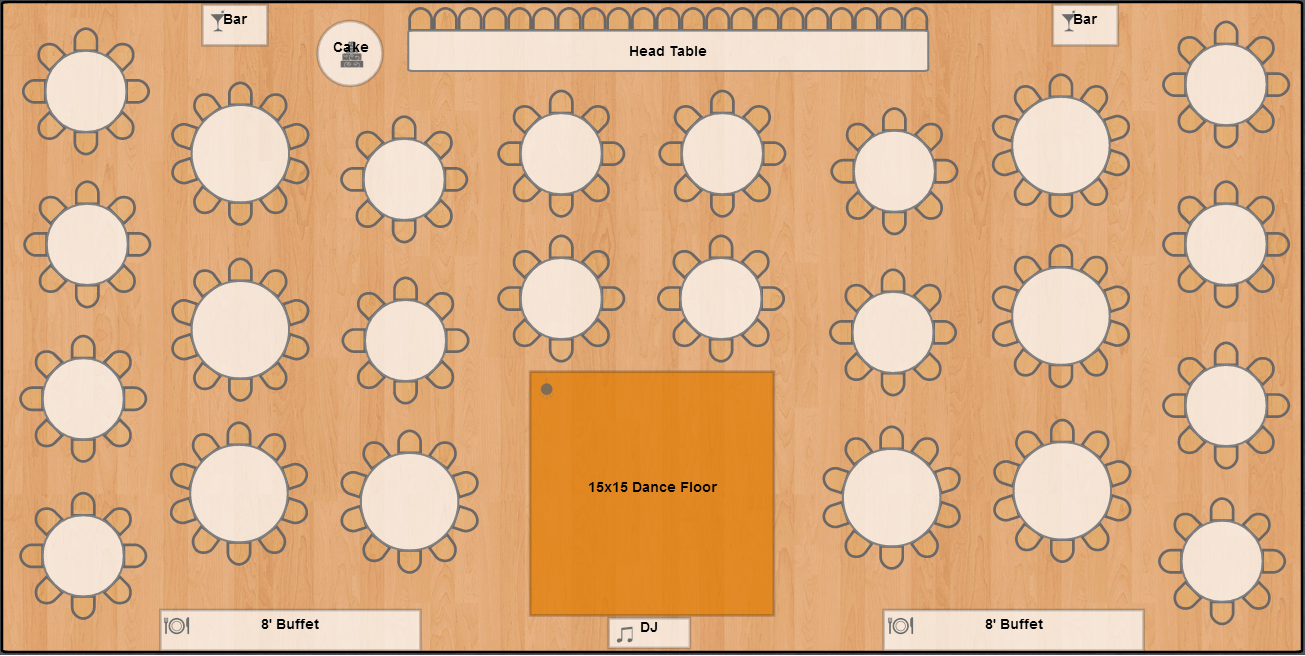 Bar
Cake
Head Table
Bar
15x15 Dance Floor
8' Buffet
DJ
8' Buffet